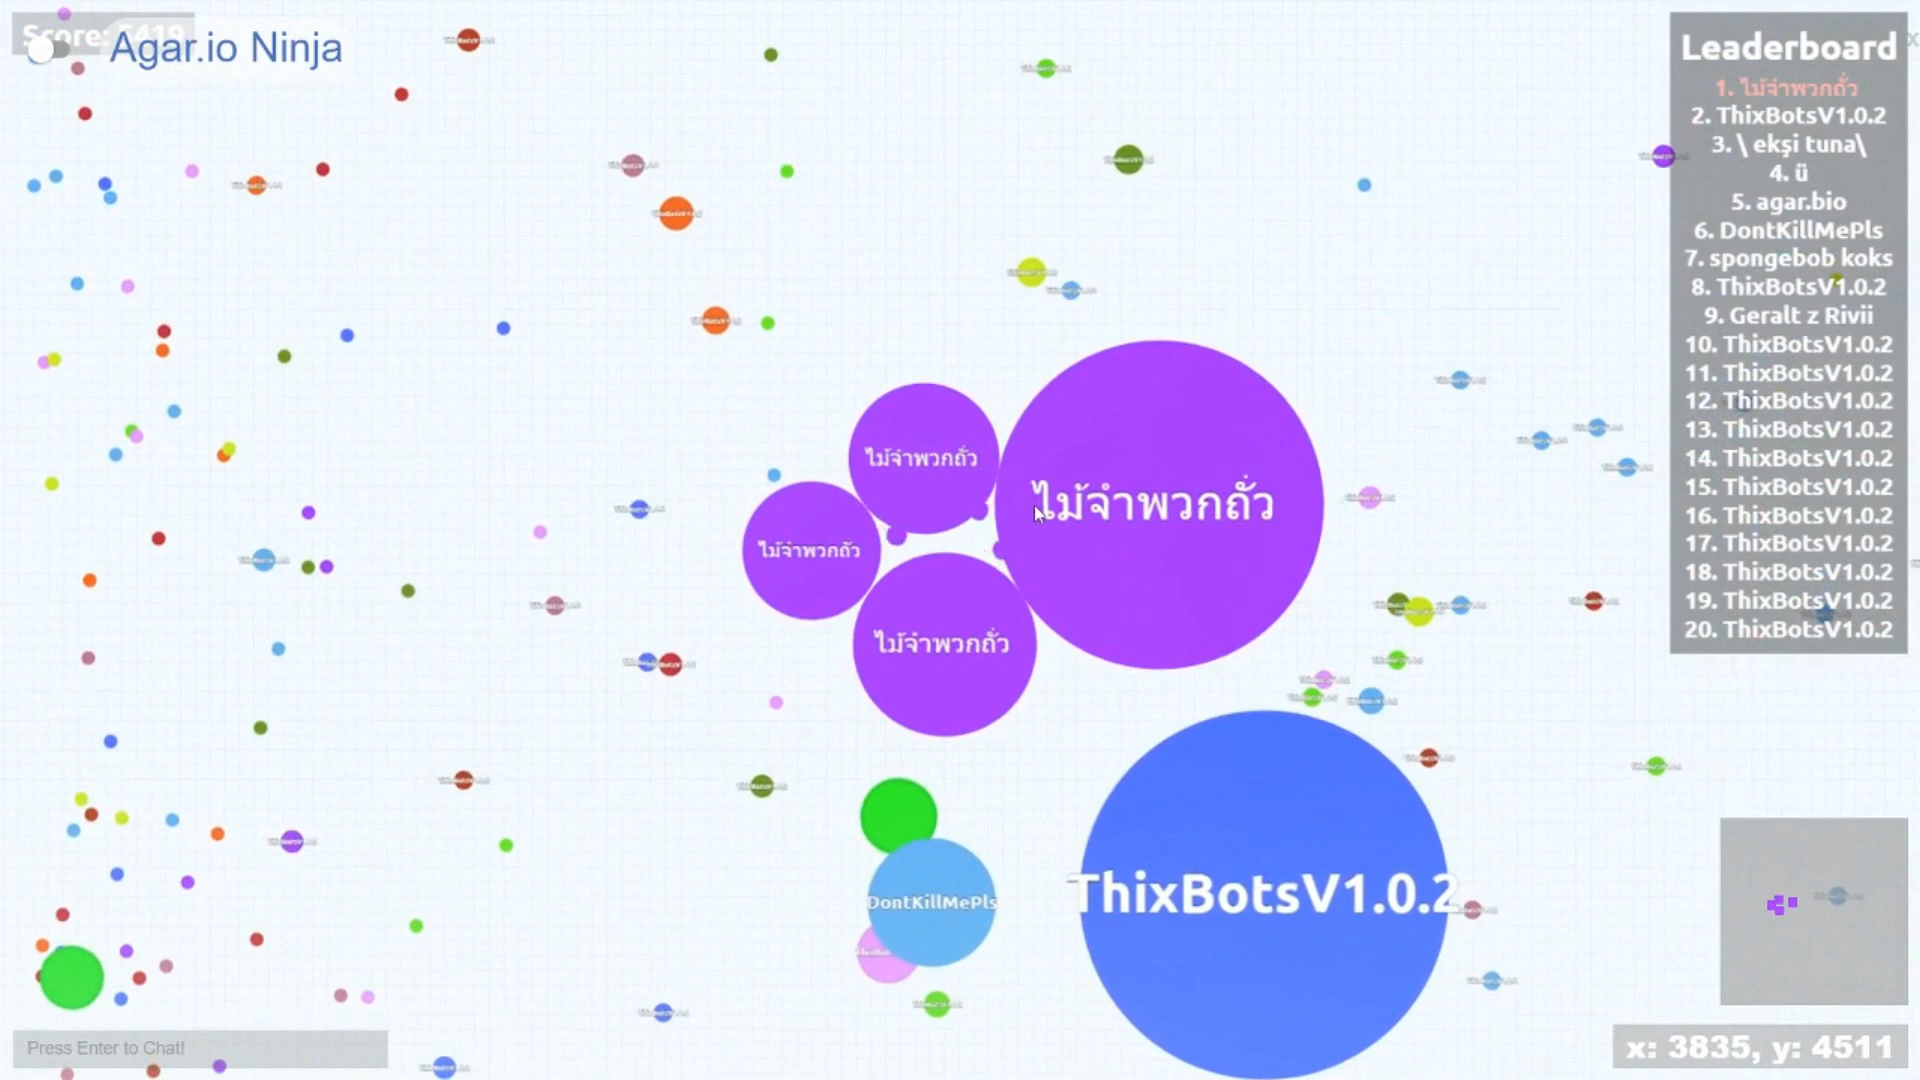 Score: 5419
Agar.io Ninja
Leaderboard
1. ไม้จำพวกถั่ว
2. ThixBotsV1.0.2
3. \ ekşi tuna\
4. ü
5. agar.bio
6. DontKillMePls
7. spongebob koks
8. ThixBotsV1.0.2
9. Geralt z Rivii
10. ThixBotsV1.0.2
11. ThixBotsV1.0.2
12. ThixBotsV1.0.2
13. ThixBotsV1.0.2
14. ThixBotsV1.0.2
15. ThixBotsV1.0.2
16. ThixBotsV1.0.2
17. ThixBotsV1.0.2
18. ThixBotsV1.0.2
19. ThixBotsV1.0.2
20. ThixBotsV1.0.2
ไม้จำพวกถั่ว
ไม้จำพวกถั่ว
ไม้จำพวกถั่ว
ไม้จำพวกถั่ว
ThixBotsV1.0.2
DontKillMePls
Press Enter to Chat!
x: 3835, y: 4511